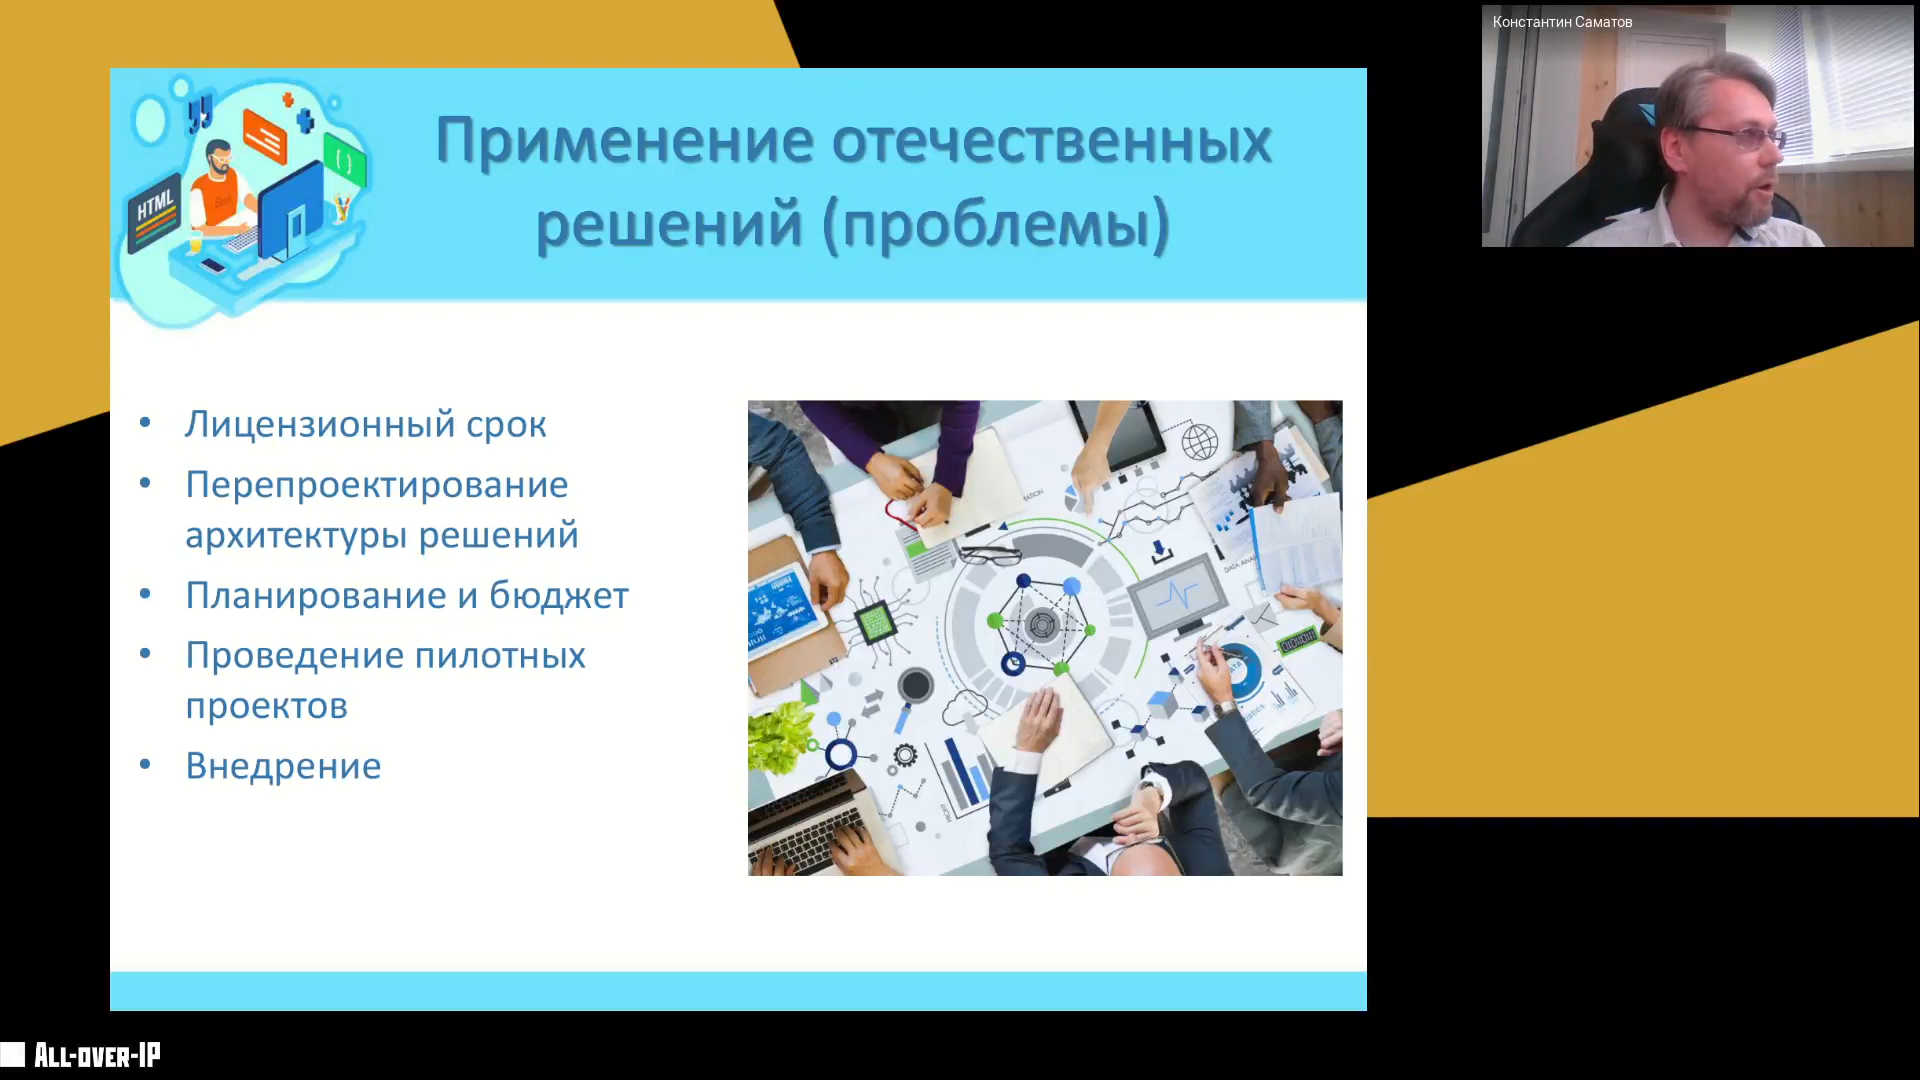 Константин Саматов
HTML
{ }
Применение отечественных
решений (проблемы)
• Лицензионный срок
• Перепроектирование
архитектуры решений
• Планирование и бюджет
• Проведение пилотных
проектов
• Внедрение
ALL-OVER-IP